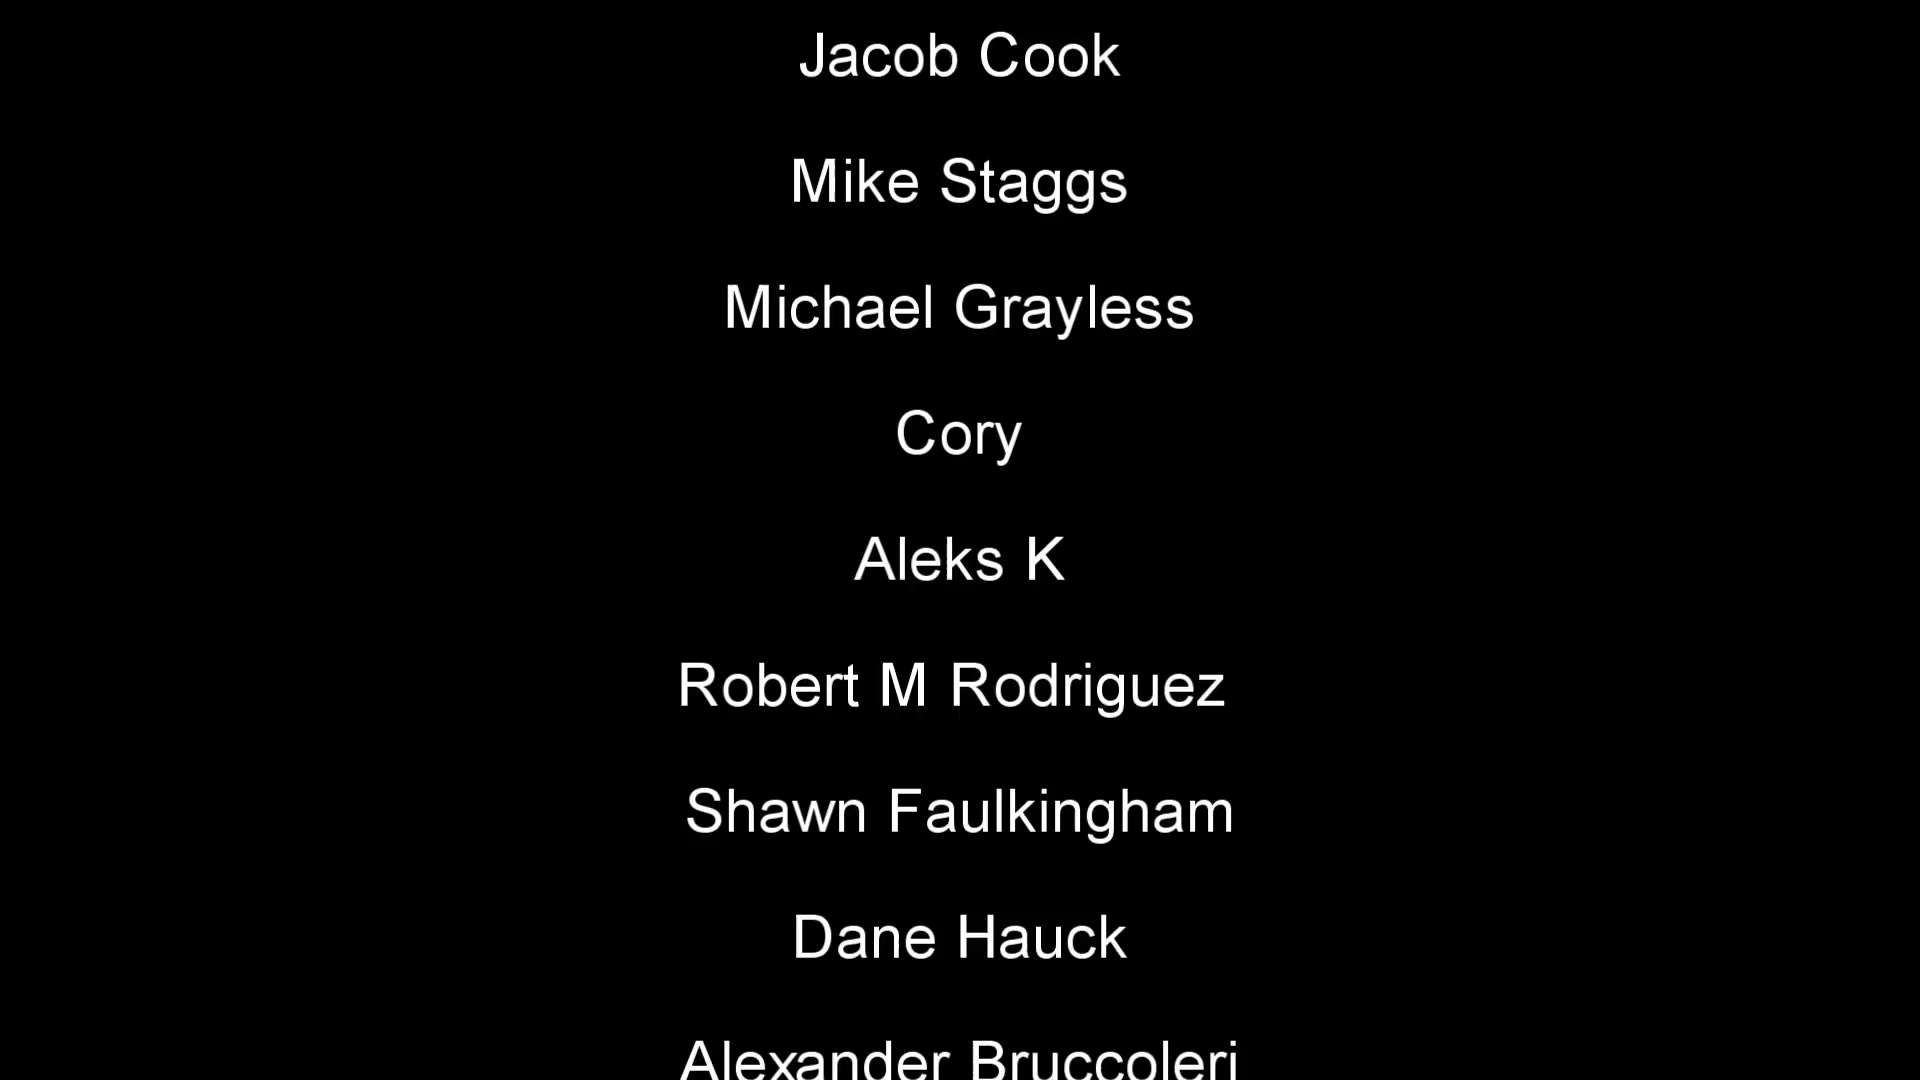 Jacob Cook
Mike Staggs
Michael Grayless
Cory
Aleks K
Robert M Rodriguez
Shawn Faulkingham
Dane Hauck
Alexander Bruccoleri